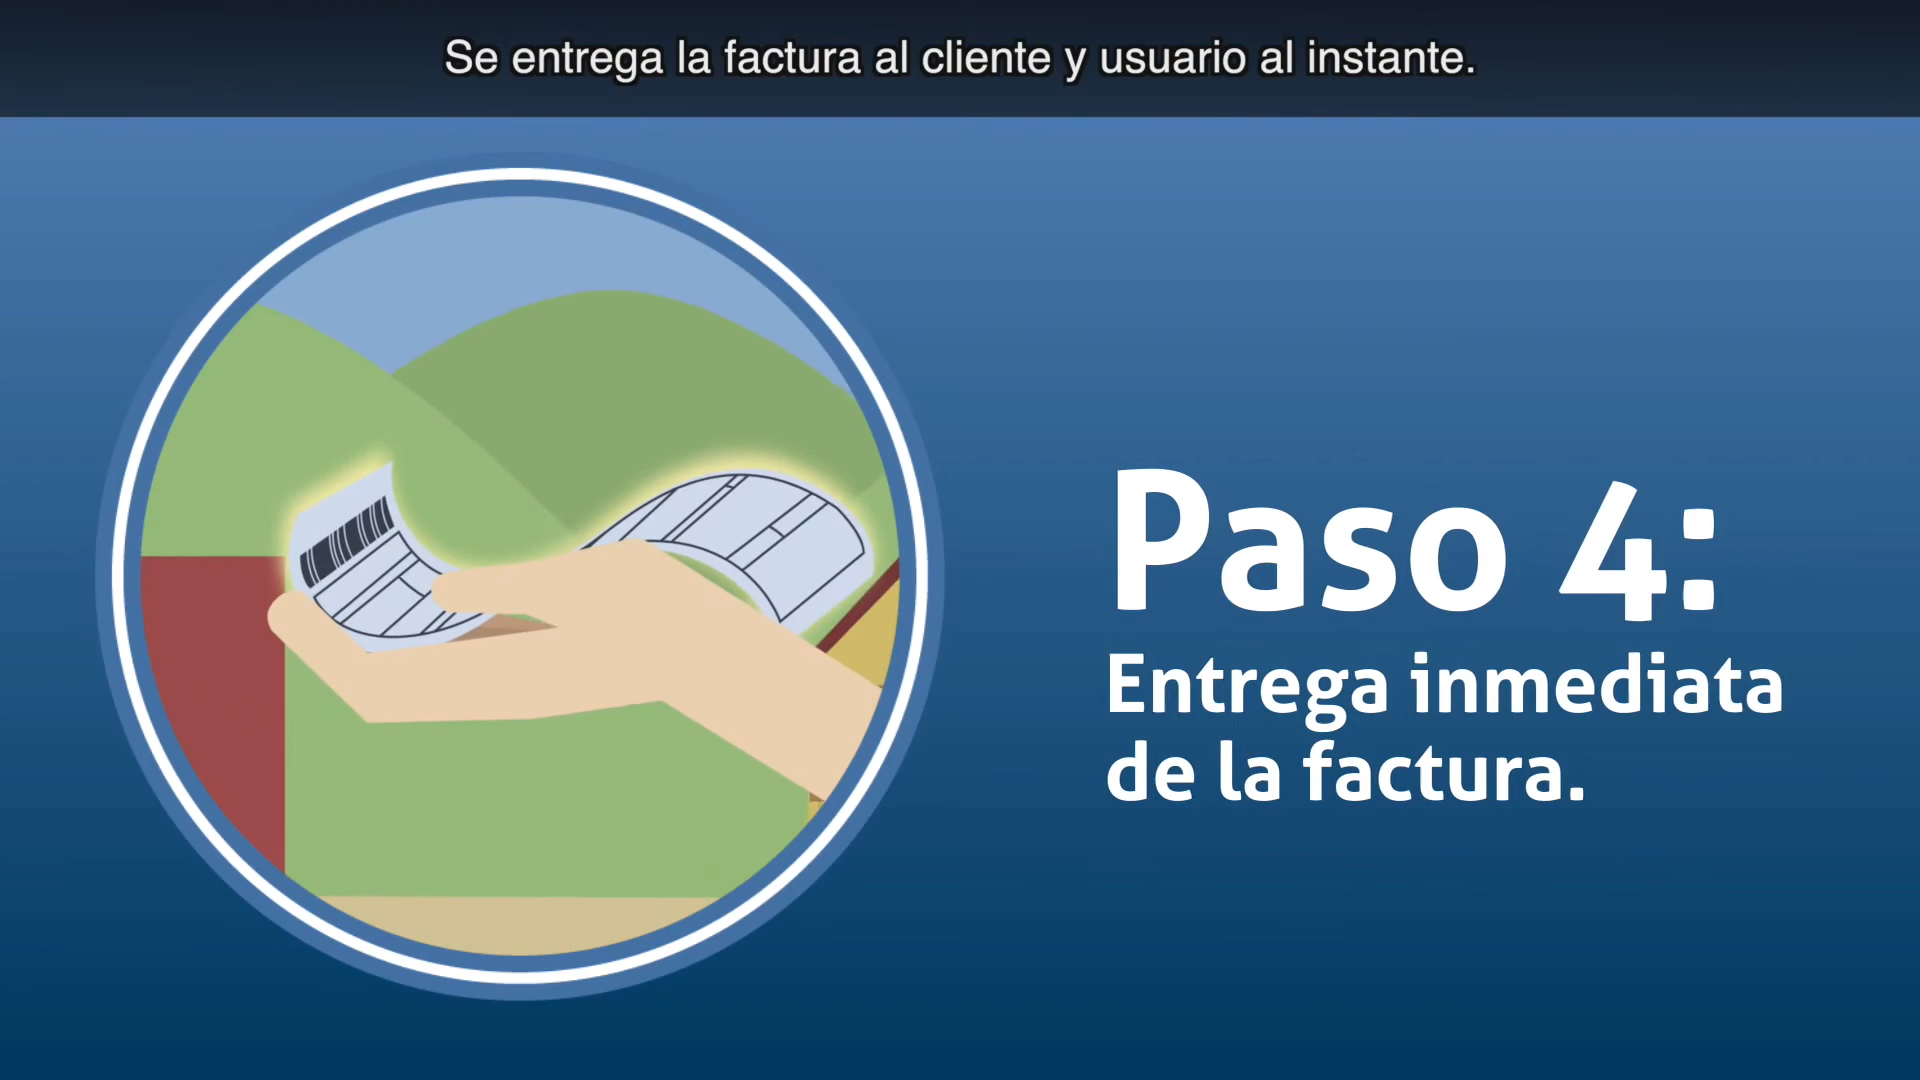 Se entrega la factura al cliente y usuario al instante.
Paso 4:
Entrega inmediata
de la factura.